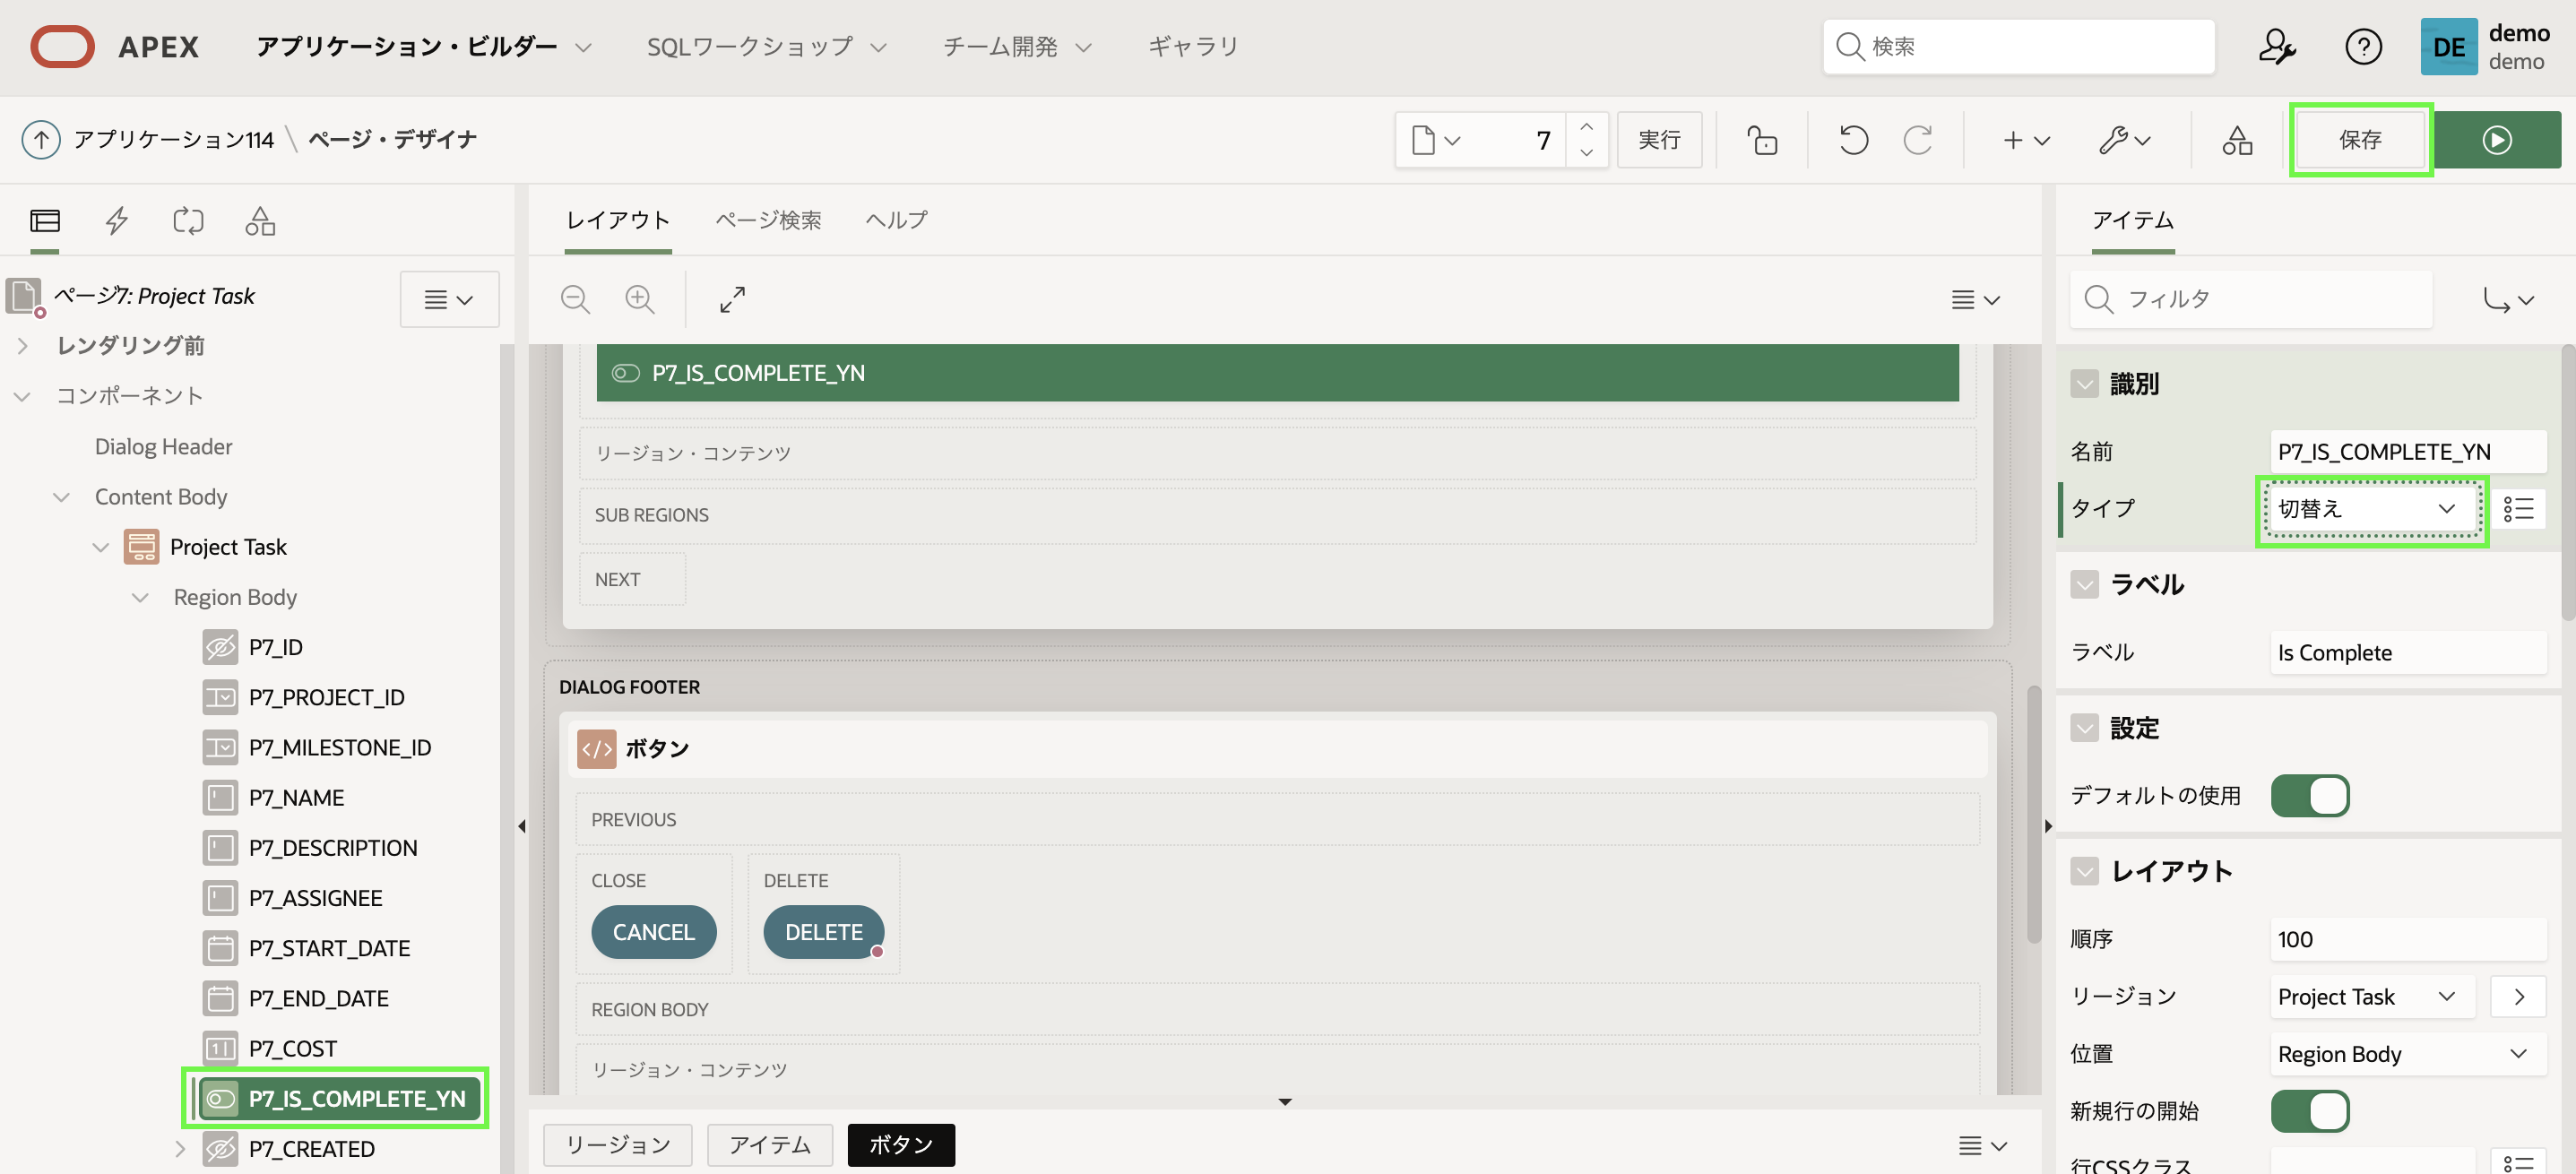 APEX アプリケーション・ビルダー SQLワークショップ チーム開発 ギャラリ 検索 DE demo
demo
アプリケーション114 \ ページ・デザイナ 7 実行 保存
レイアウト ページ検索 ヘルプ
アイテム
ページ7: Project Task
フィルタ
レンダリング前
コンポーネント
Dialog Header
Content Body
Project Task
Region Body
P7_ID
P7_PROJECT_ID
P7_MILESTONE_ID
P7_NAME
P7_DESCRIPTION
P7_ASSIGNEE
P7_START_DATE
P7_END_DATE
P7_COST
P7_IS_COMPLETE_YN
P7_CREATED
P7_IS_COMPLETE_YN
リージョン・コンテンツ
SUB REGIONS
NEXT
DIALOG FOOTER
ボタン
PREVIOUS
CLOSE DELETE
CANCEL DELETE
REGION BODY
リージョン・コンテンツ
リージョン アイテム ボタン
識別
名前 P7_IS_COMPLETE_YN
タイプ 切替え
ラベル
ラベル Is Complete
設定
デフォルトの使用
レイアウト
順序 100
リージョン Project Task
位置 Region Body
新規行の開始
行CSSクラス